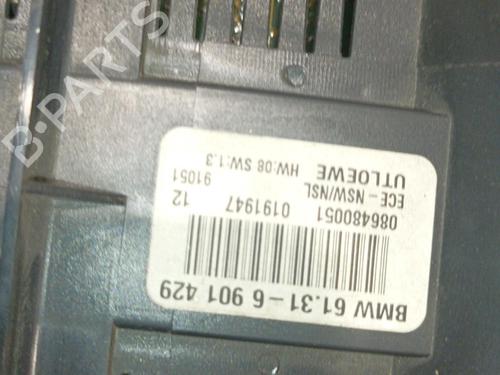 BMW 61.31-6 901 429
086480051 0191947 12
ECE-NSW/NSL 91051
UTLOEWE HW:08 SW:1.3
B-PARTS